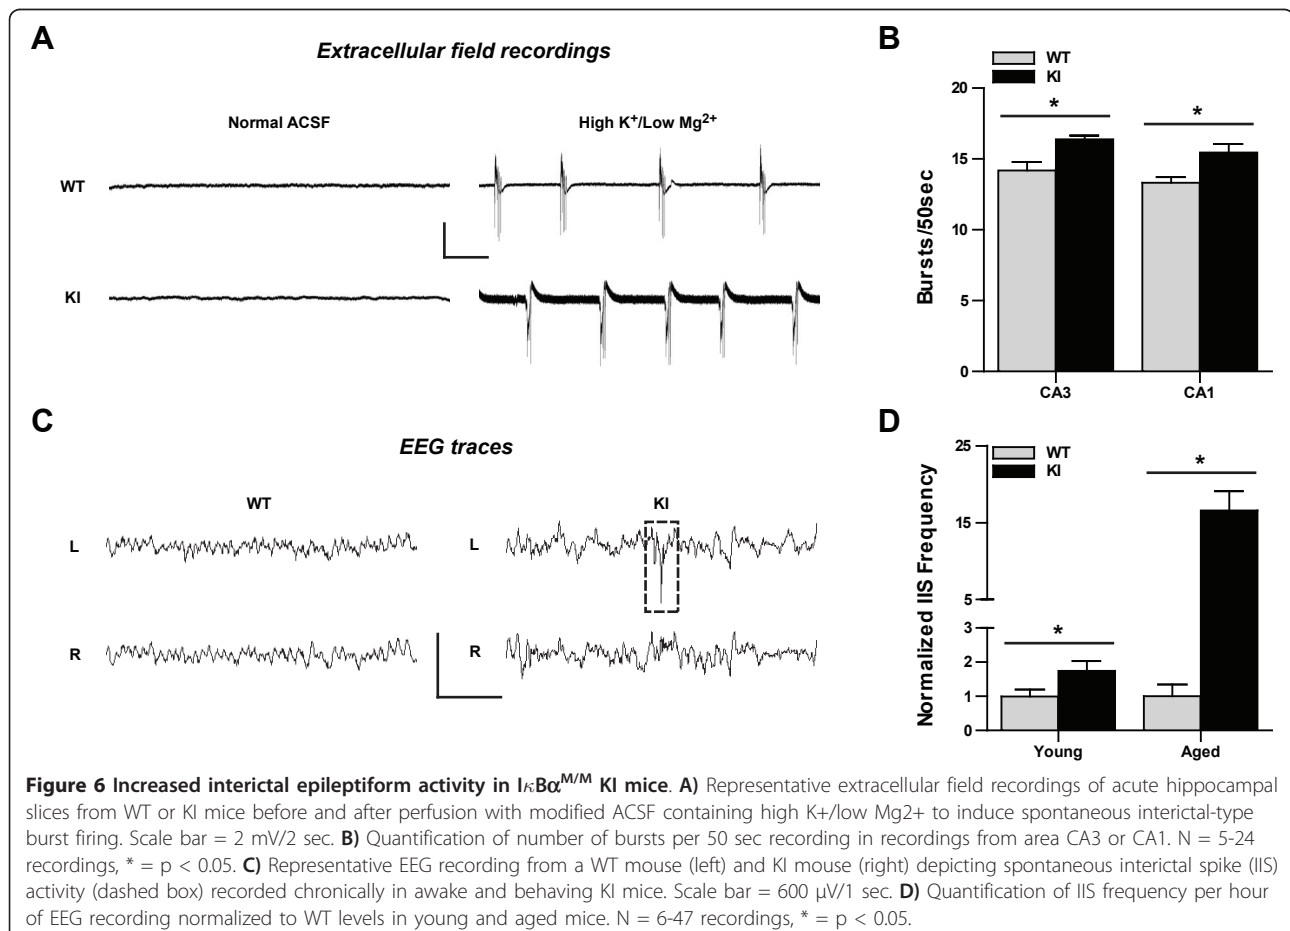 A
Extracellular field recordings
Normal ACSF
High K⁺/Low Mg²⁺
WT
KI
B
WT
KI
Bursts/50sec
20
15
10
5
0
*
*
CA3
CA1
C
EEG traces
WT
KI
L
L
R
R
D
WT
KI
Normalized IIS Frequency
25
15
5
3
2
1
0
*
*
Young
Aged
Figure 6 Increased interictal epileptiform activity in IκBα^M/M KI mice. A) Representative extracellular field recordings of acute hippocampal
slices from WT or KI mice before and after perfusion with modified ACSF containing high K+/low Mg2+ to induce spontaneous interictal-type
burst firing. Scale bar = 2 mV/2 sec. B) Quantification of number of bursts per 50 sec recording in recordings from area CA3 or CA1. N = 5-24
recordings, * = p < 0.05. C) Representative EEG recording from a WT mouse (left) and KI mouse (right) depicting spontaneous interictal spike (IIS)
activity (dashed box) recorded chronically in awake and behaving KI mice. Scale bar = 600 μV/1 sec. D) Quantification of IIS frequency per hour
of EEG recording normalized to WT levels in young and aged mice. N = 6-47 recordings, * = p < 0.05.